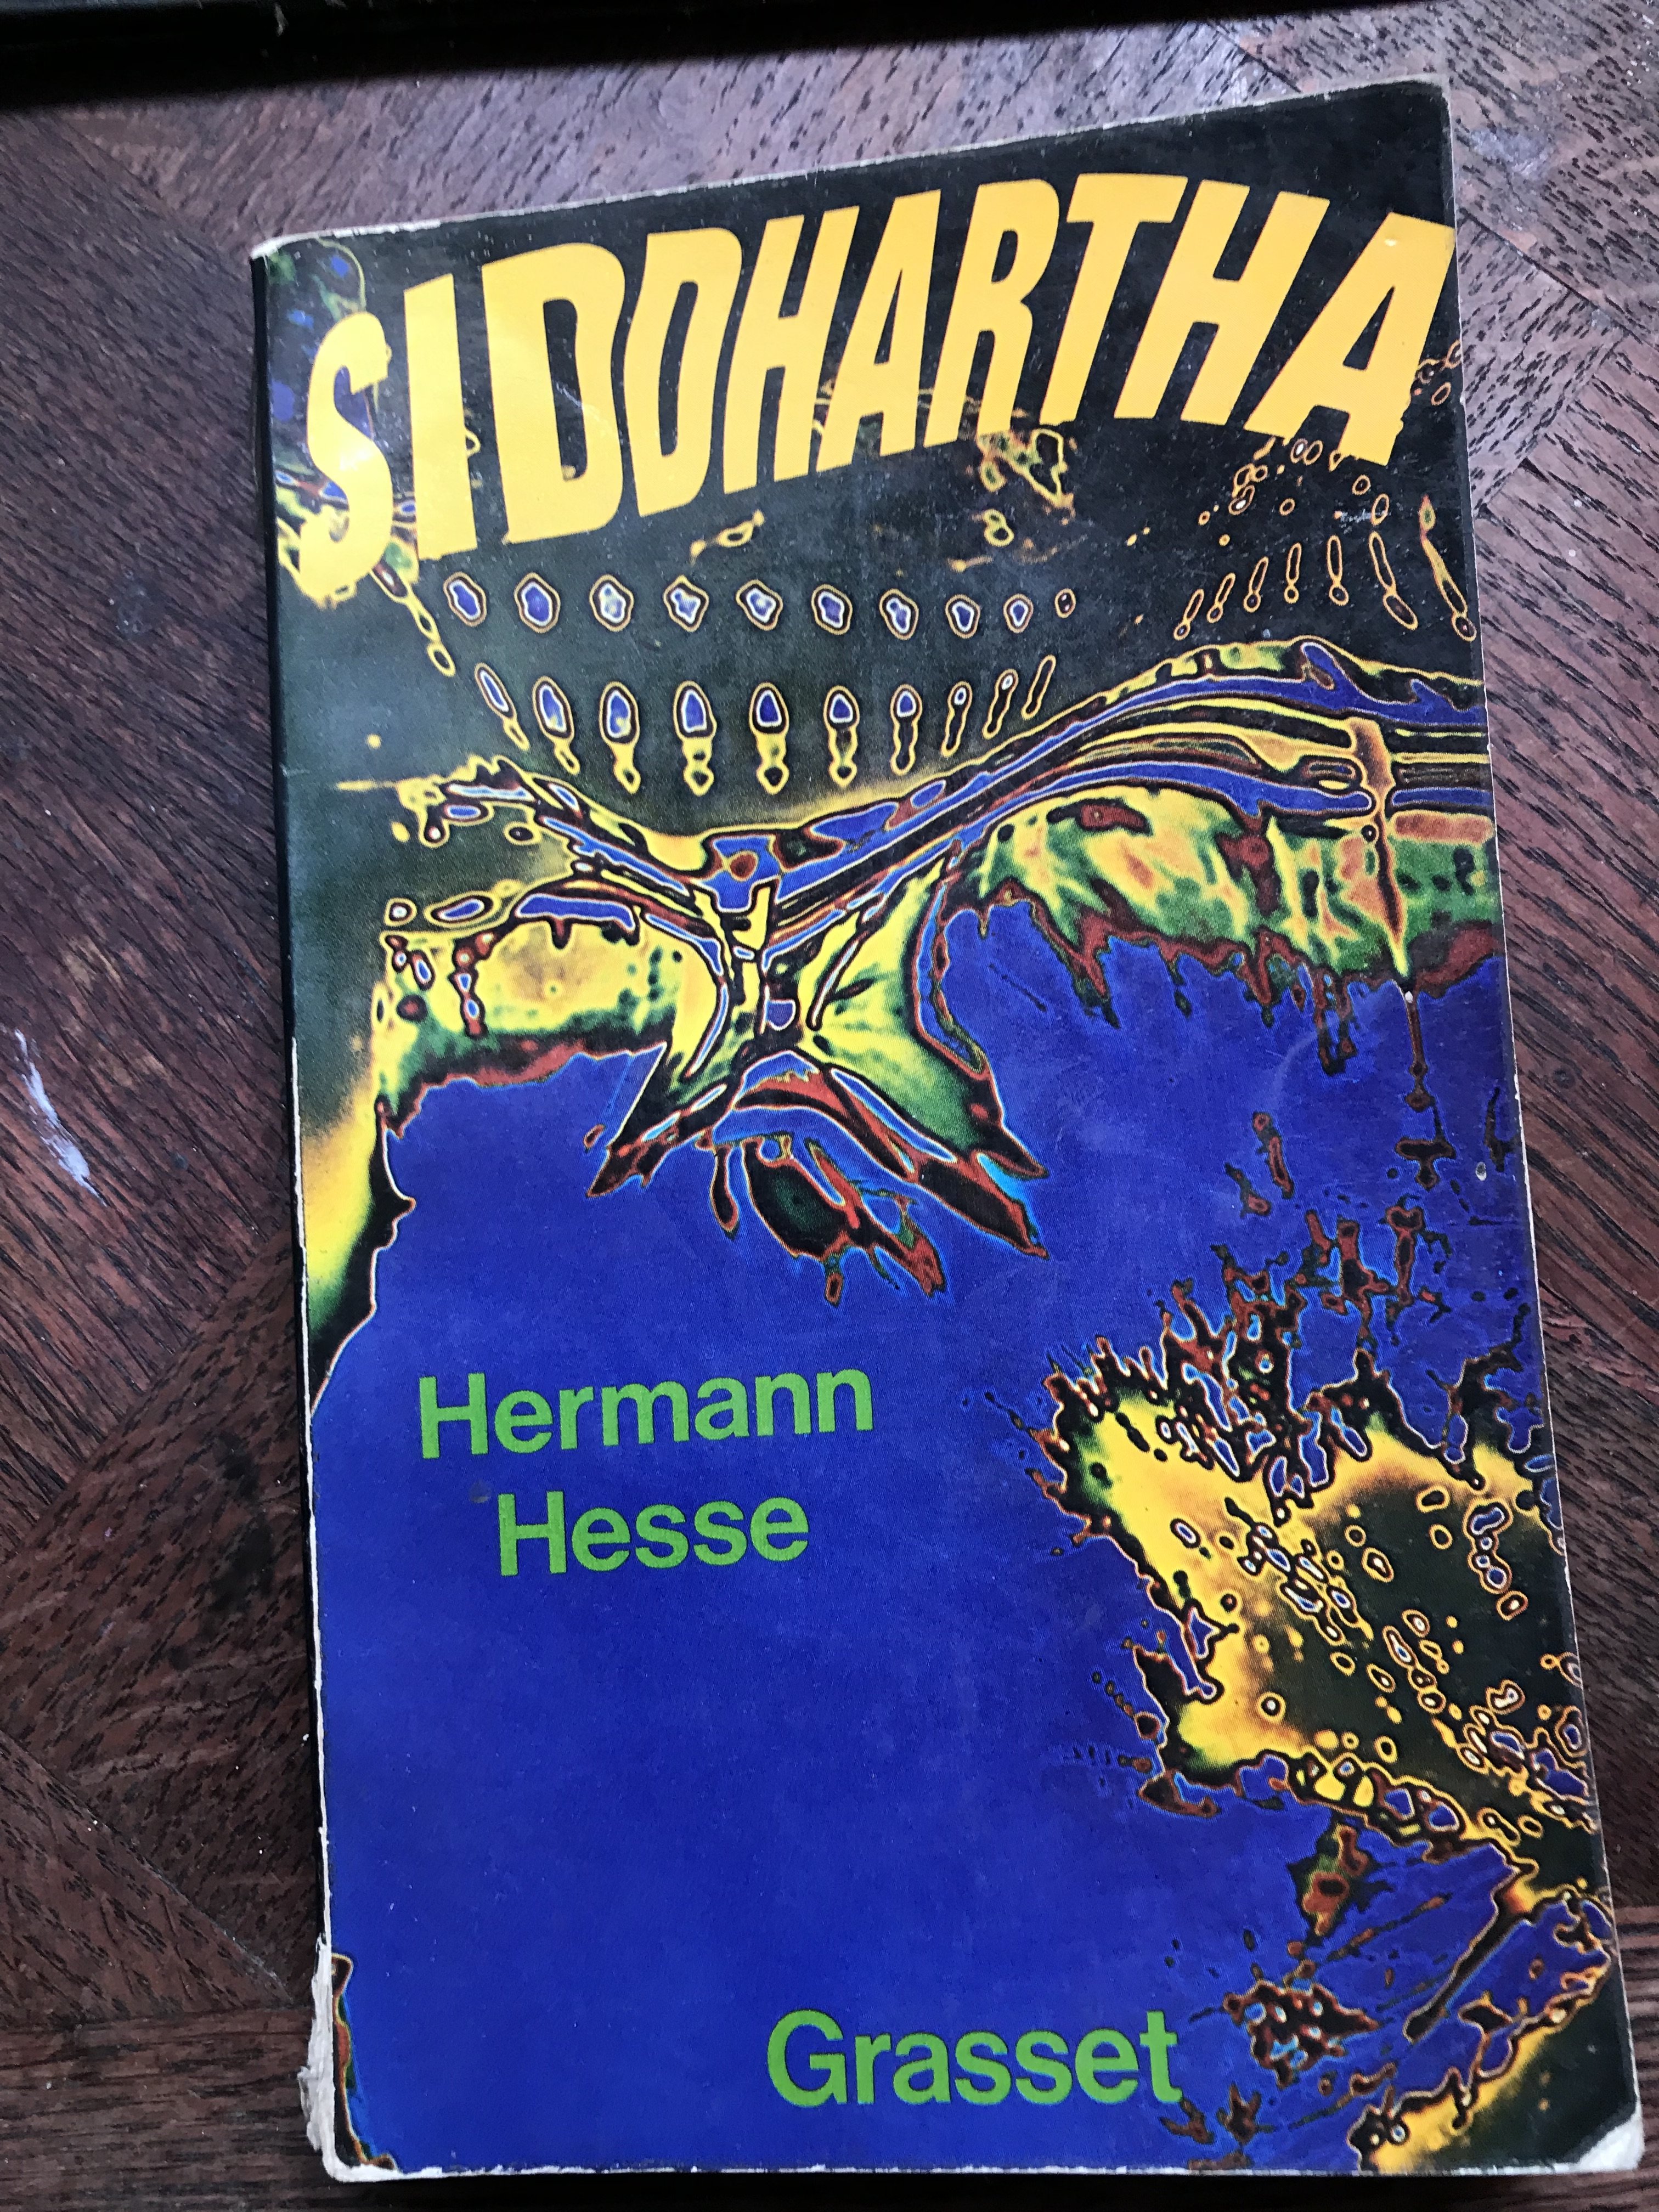 SIDDHARTHA
Hermann
Hesse
Grasset